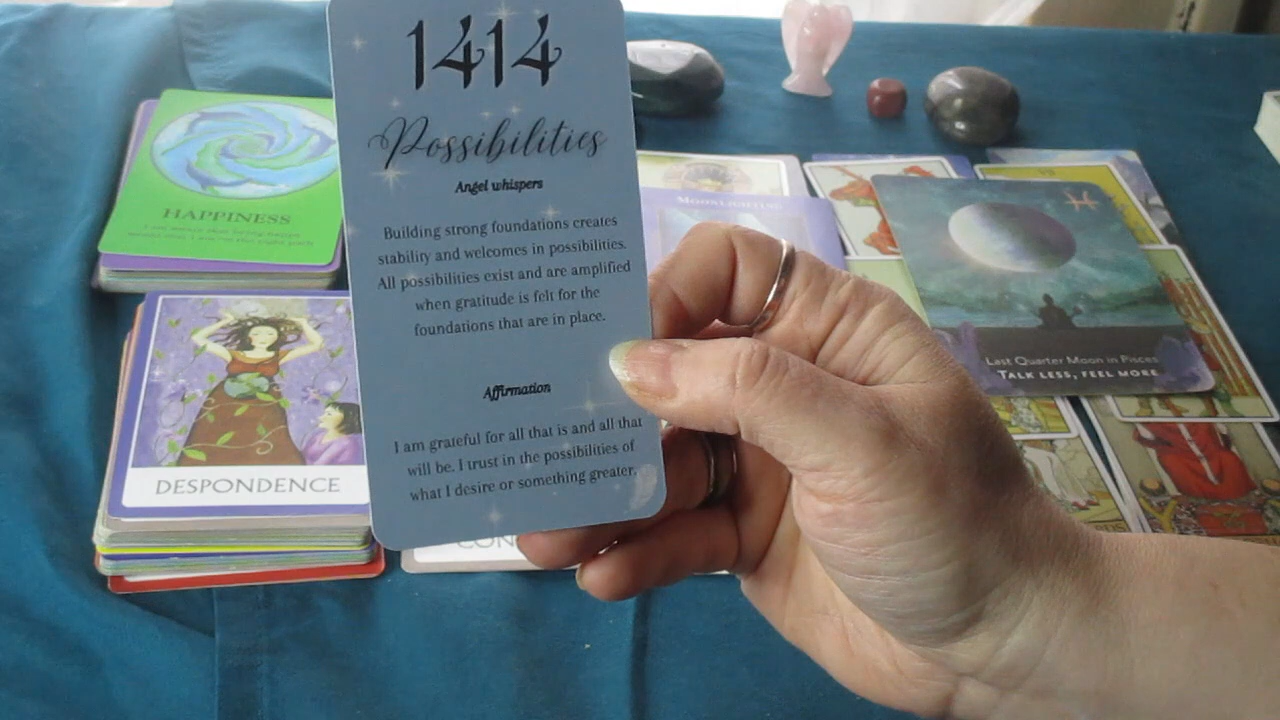 1414
Possibilities
Angel whispers
Building strong foundations creates
stability and welcomes in possibilities.
All possibilities exist and are amplified
when gratitude is felt for the
foundations that are in place.
Affirmation
I am grateful for all that is and all that
will be. I trust in the possibilities of
what I desire or something greater.
HAPPINESS
DESPONDENCE
Last Quarter Moon in Pisces
TALK LESS, FEEL MORE